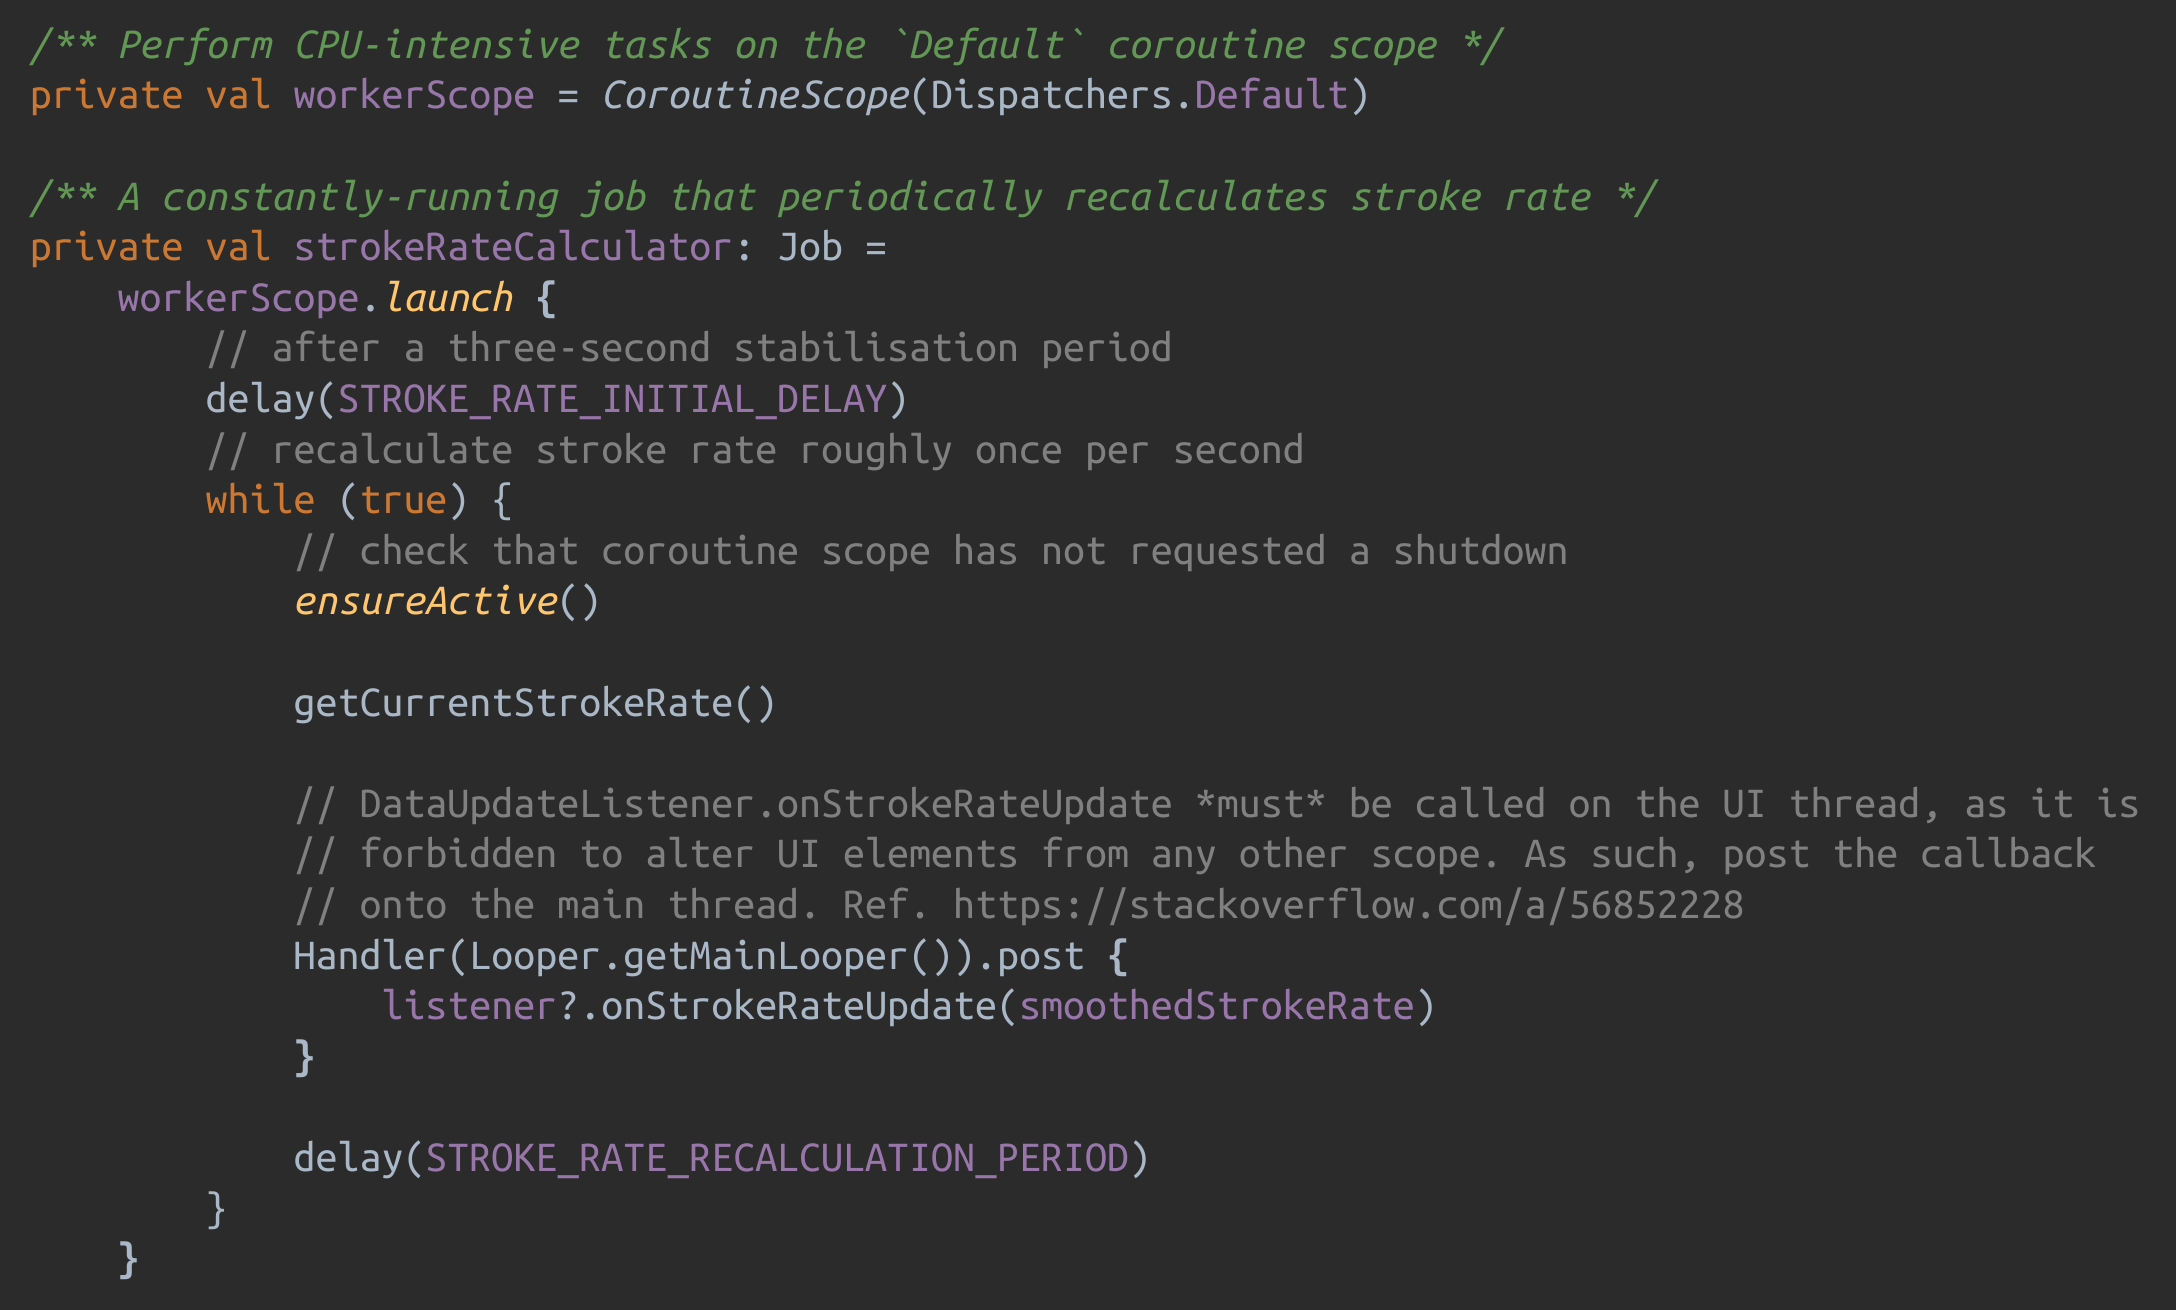 /** Perform CPU-intensive tasks on the `Default` coroutine scope */
private val workerScope = CoroutineScope(Dispatchers.Default)

/** A constantly-running job that periodically recalculates stroke rate */
private val strokeRateCalculator: Job =
    workerScope.launch {
        // after a three-second stabilisation period
        delay(STROKE_RATE_INITIAL_DELAY)
        // recalculate stroke rate roughly once per second
        while (true) {
            // check that coroutine scope has not requested a shutdown
            ensureActive()

            getCurrentStrokeRate()

            // DataUpdateListener.onStrokeRateUpdate *must* be called on the UI thread, as it is
            // forbidden to alter UI elements from any other scope. As such, post the callback
            // onto the main thread. Ref. https://stackoverflow.com/a/56852228
            Handler(Looper.getMainLooper()).post {
                listener?.onStrokeRateUpdate(smoothedStrokeRate)
            }

            delay(STROKE_RATE_RECALCULATION_PERIOD)
        }
    }